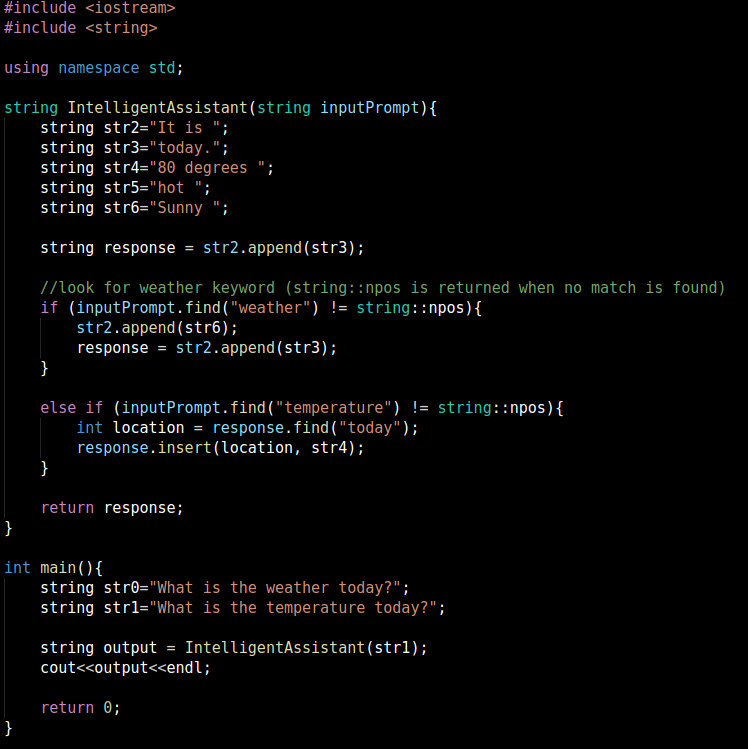 #include <iostream>
#include <string>
using namespace std;
string IntelligentAssistant(string inputPrompt){
    string str2="It is ";
    string str3="today.";
    string str4="80 degrees ";
    string str5="hot ";
    string str6="Sunny ";
    string response = str2.append(str3);
    //look for weather keyword (string::npos is returned when no match is found)
    if (inputPrompt.find("weather") != string::npos){
        str2.append(str6);
        response = str2.append(str3);
    }
    else if (inputPrompt.find("temperature") != string::npos){
        int location = response.find("today");
        response.insert(location, str4);
    }
    return response;
}
int main(){
    string str0="What is the weather today?";
    string str1="What is the temperature today?";
    string output = IntelligentAssistant(str1);
    cout<<output<<endl;
    return 0;
}